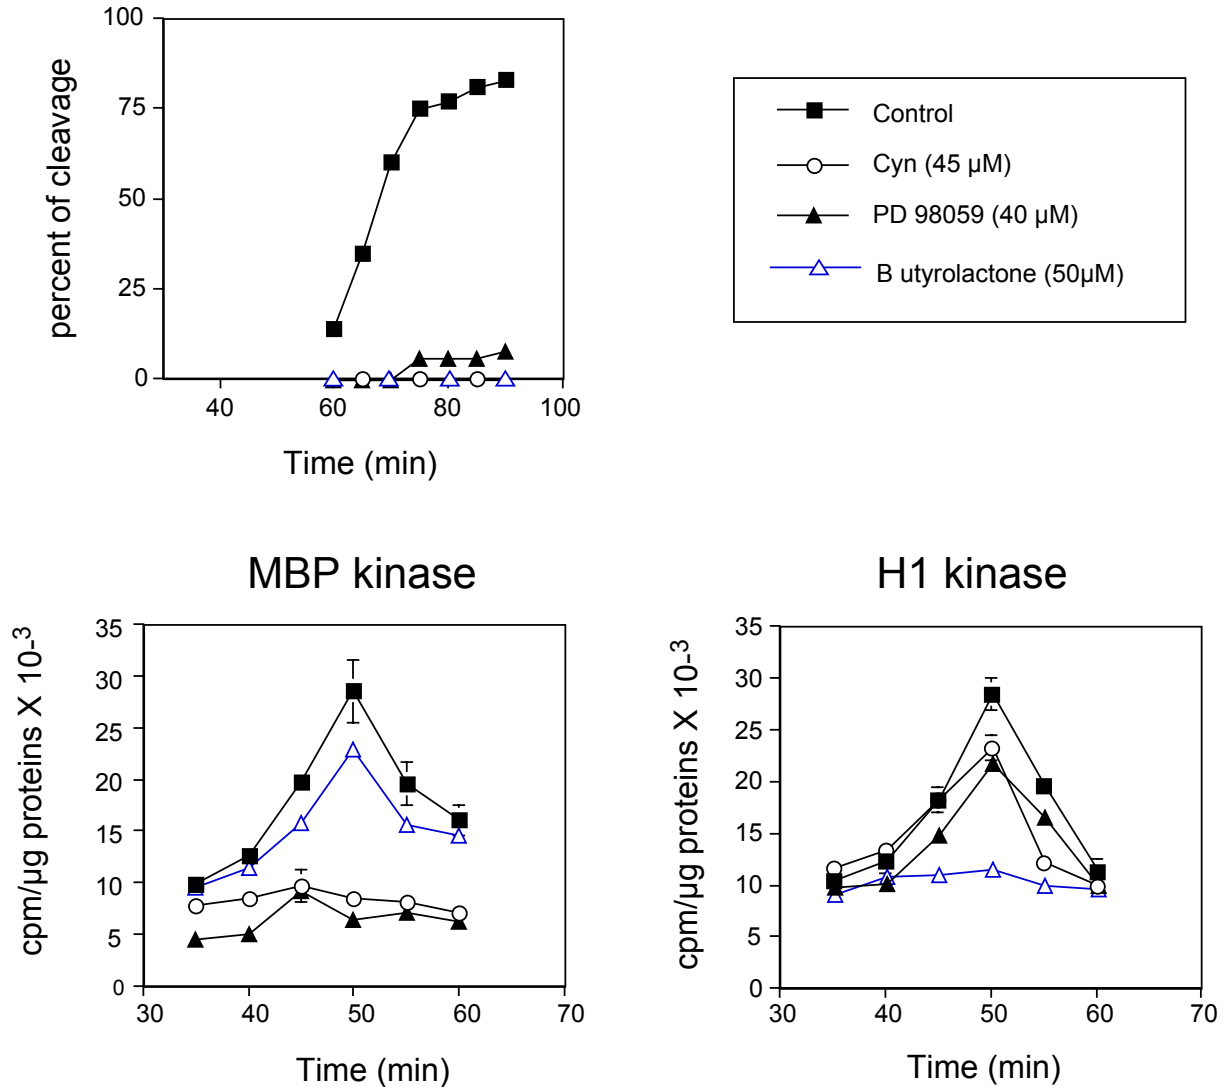 100
75
50
25
0
percent of cleavage
40 60 80 100
Time (min)
Control
Cyn (45 µM)
PD 98059 (40 µM)
B utyrolactone (50µM)
MBP kinase
35
30
25
20
15
10
5
0
cpm/µg proteins X 10-3
30 40 50 60 70
Time (min)
H1 kinase
35
30
25
20
15
10
5
0
cpm/µg proteins X 10-3
30 40 50 60 70
Time (min)